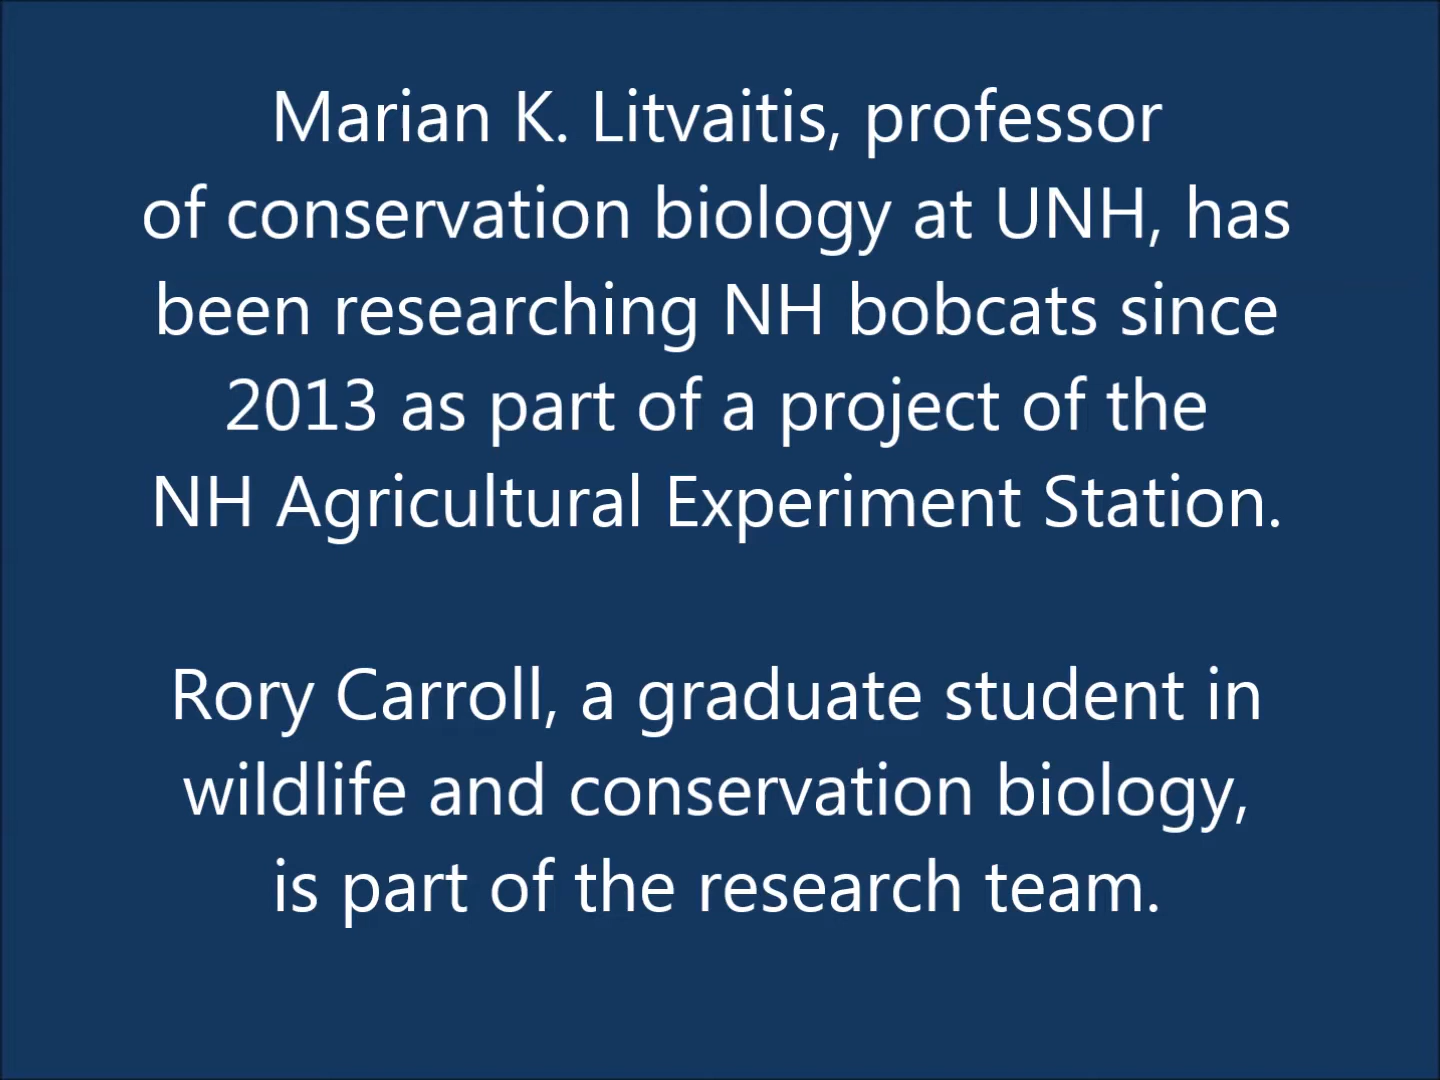 Marian K. Litvaitis, professor
of conservation biology at UNH, has
been researching NH bobcats since
2013 as part of a project of the
NH Agricultural Experiment Station.
Rory Carroll, a graduate student in
wildlife and conservation biology,
is part of the research team.